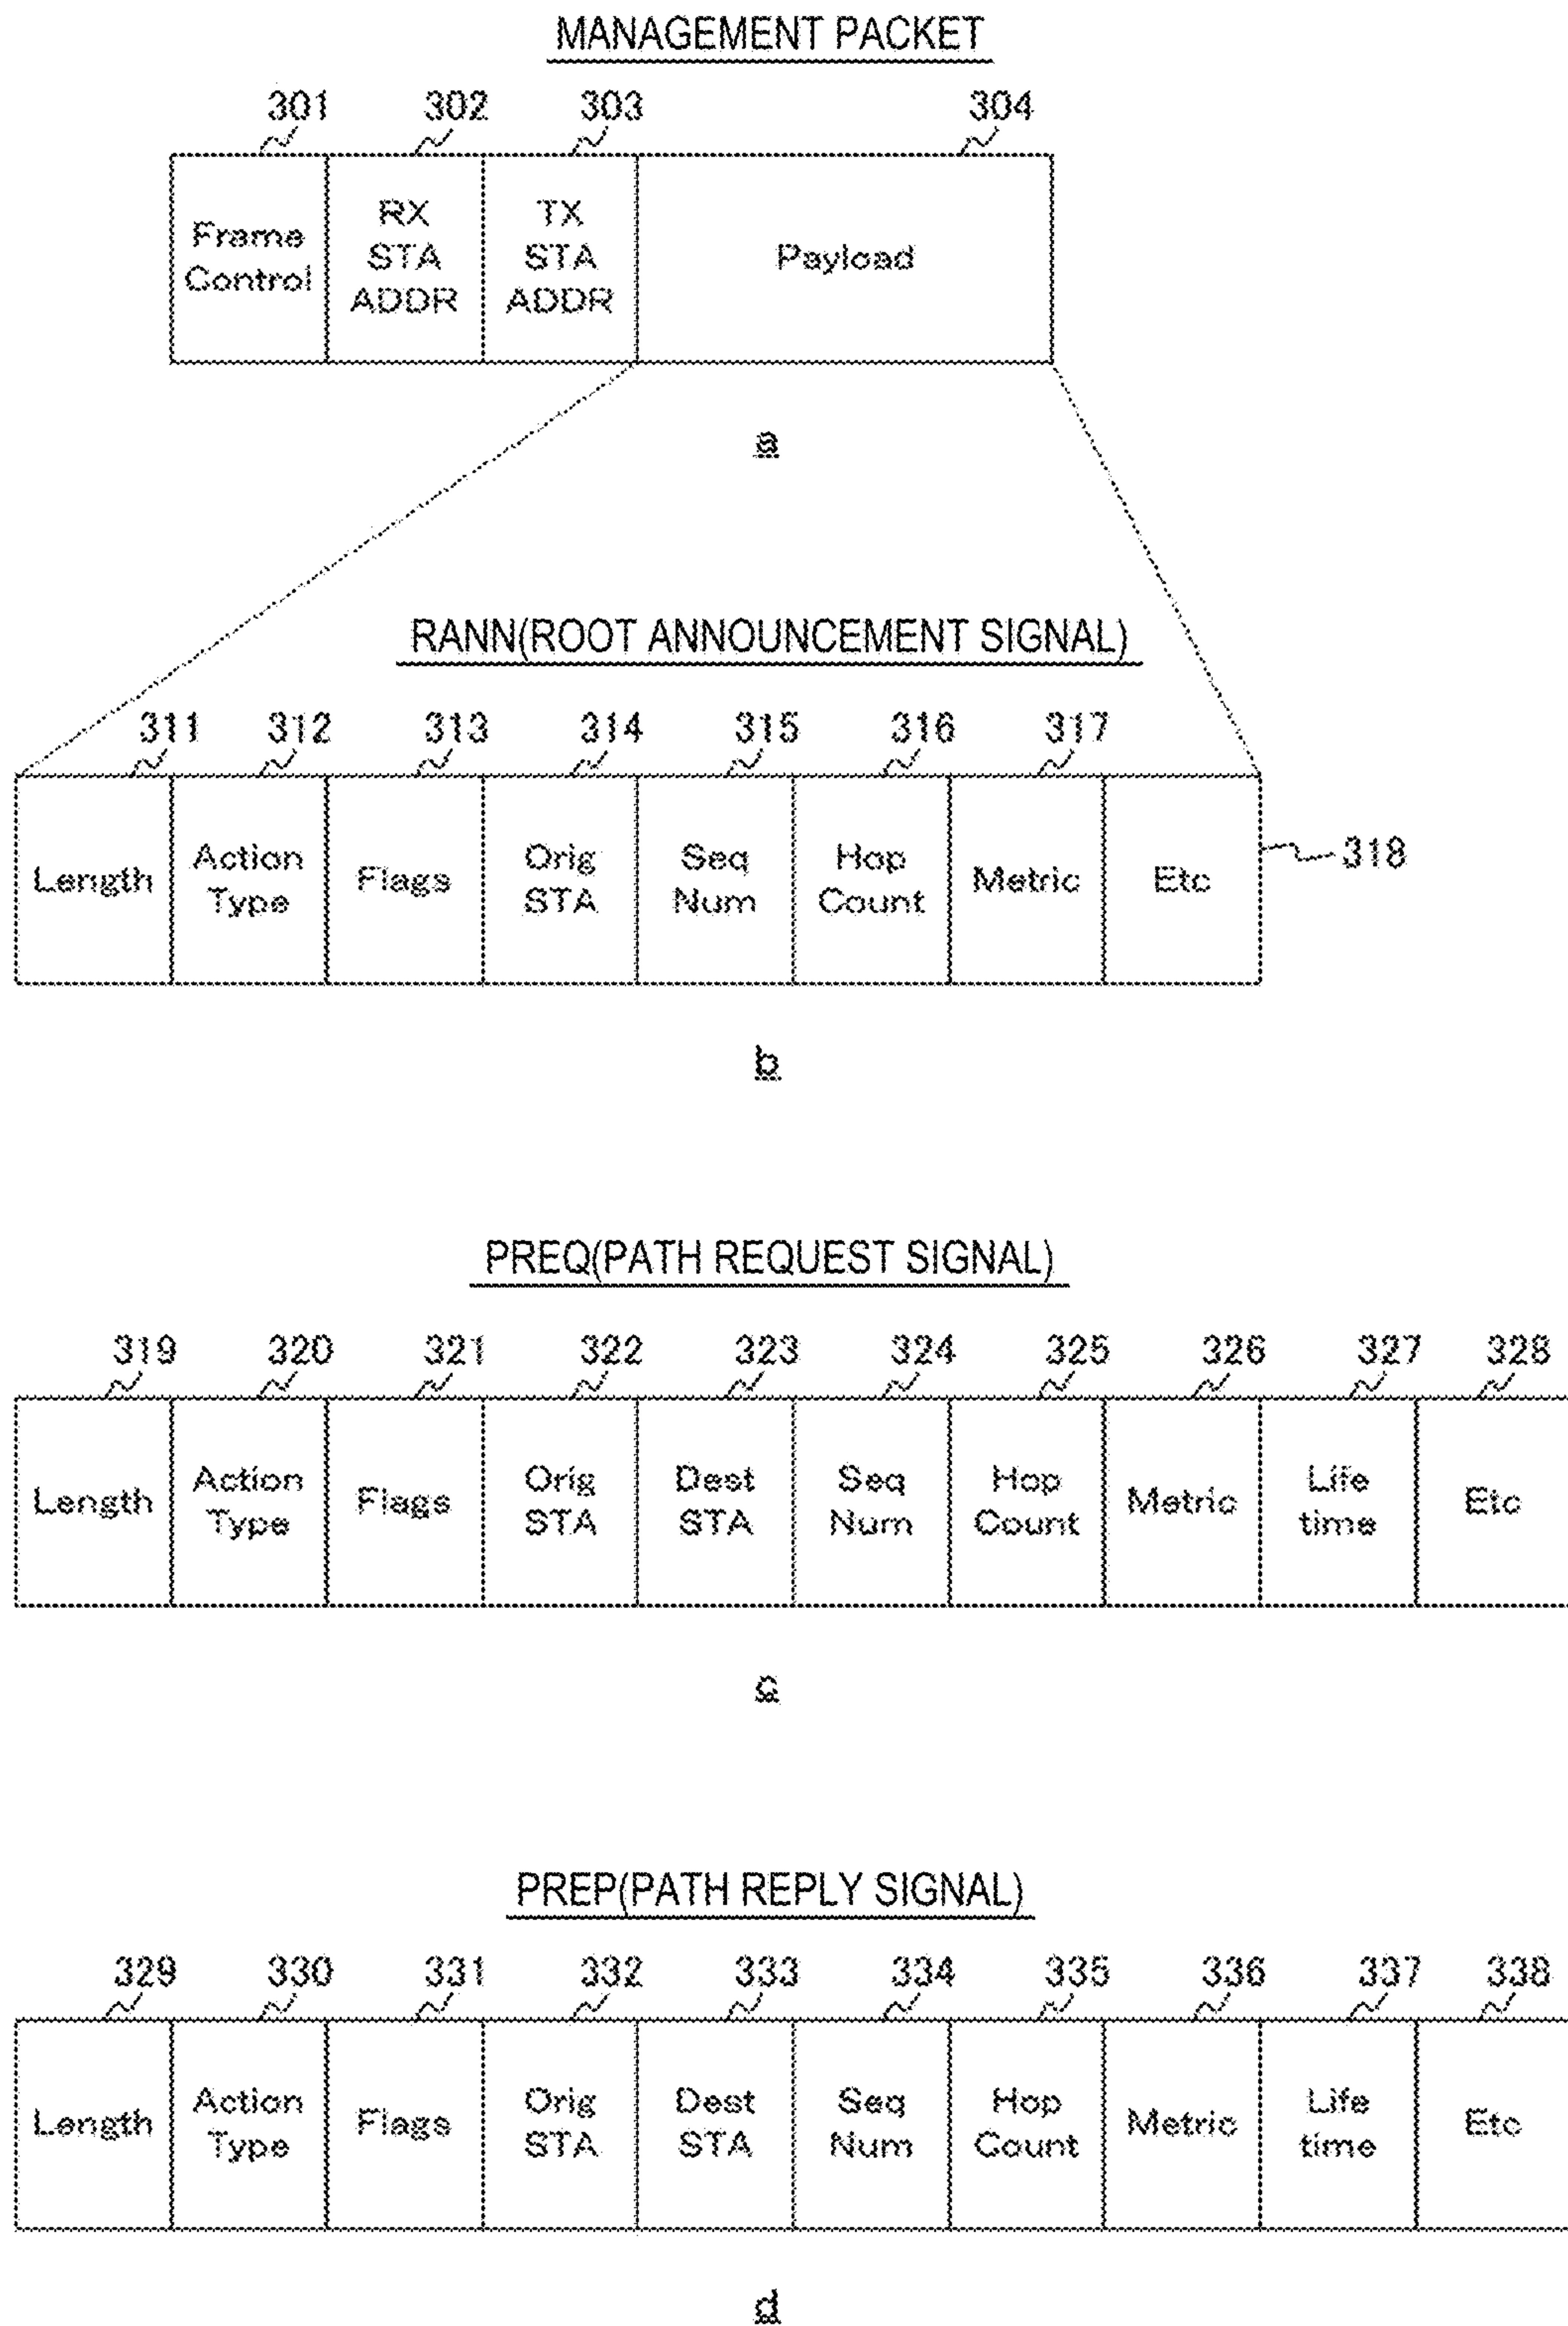 MANAGEMENT PACKET
301 302 303 304
Frame Control
RX STA ADDR
TX STA ADDR
Payload
a
RANN(ROOT ANNOUNCEMENT SIGNAL)
311 312 313 314 315 316 317
Length
Action Type
Flags
Orig STA
Seq Num
Hop Count
Metric
Etc
318
b
PREQ(PATH REQUEST SIGNAL)
319 320 321 322 323 324 325 326 327 328
Length
Action Type
Flags
Orig STA
Dest STA
Seq Num
Hop Count
Metric
Life time
Etc
c
PREP(PATH REPLY SIGNAL)
329 330 331 332 333 334 335 336 337 338
Length
Action Type
Flags
Orig STA
Dest STA
Seq Num
Hop Count
Metric
Life time
Etc
d